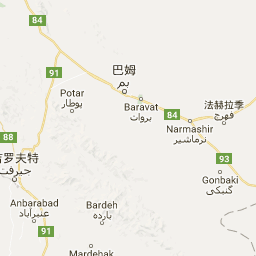 84
91
巴姆
بم
Potar
پوطار
Baravat
بروات
法赫拉季
فهرج
84
Narmashir
نرماشیر
88
吉罗夫特
جیرفت
93
Gonbaki
گنبکی
Anbarabad
عنبرآباد
Bardeh
بارده
91
Mardehak